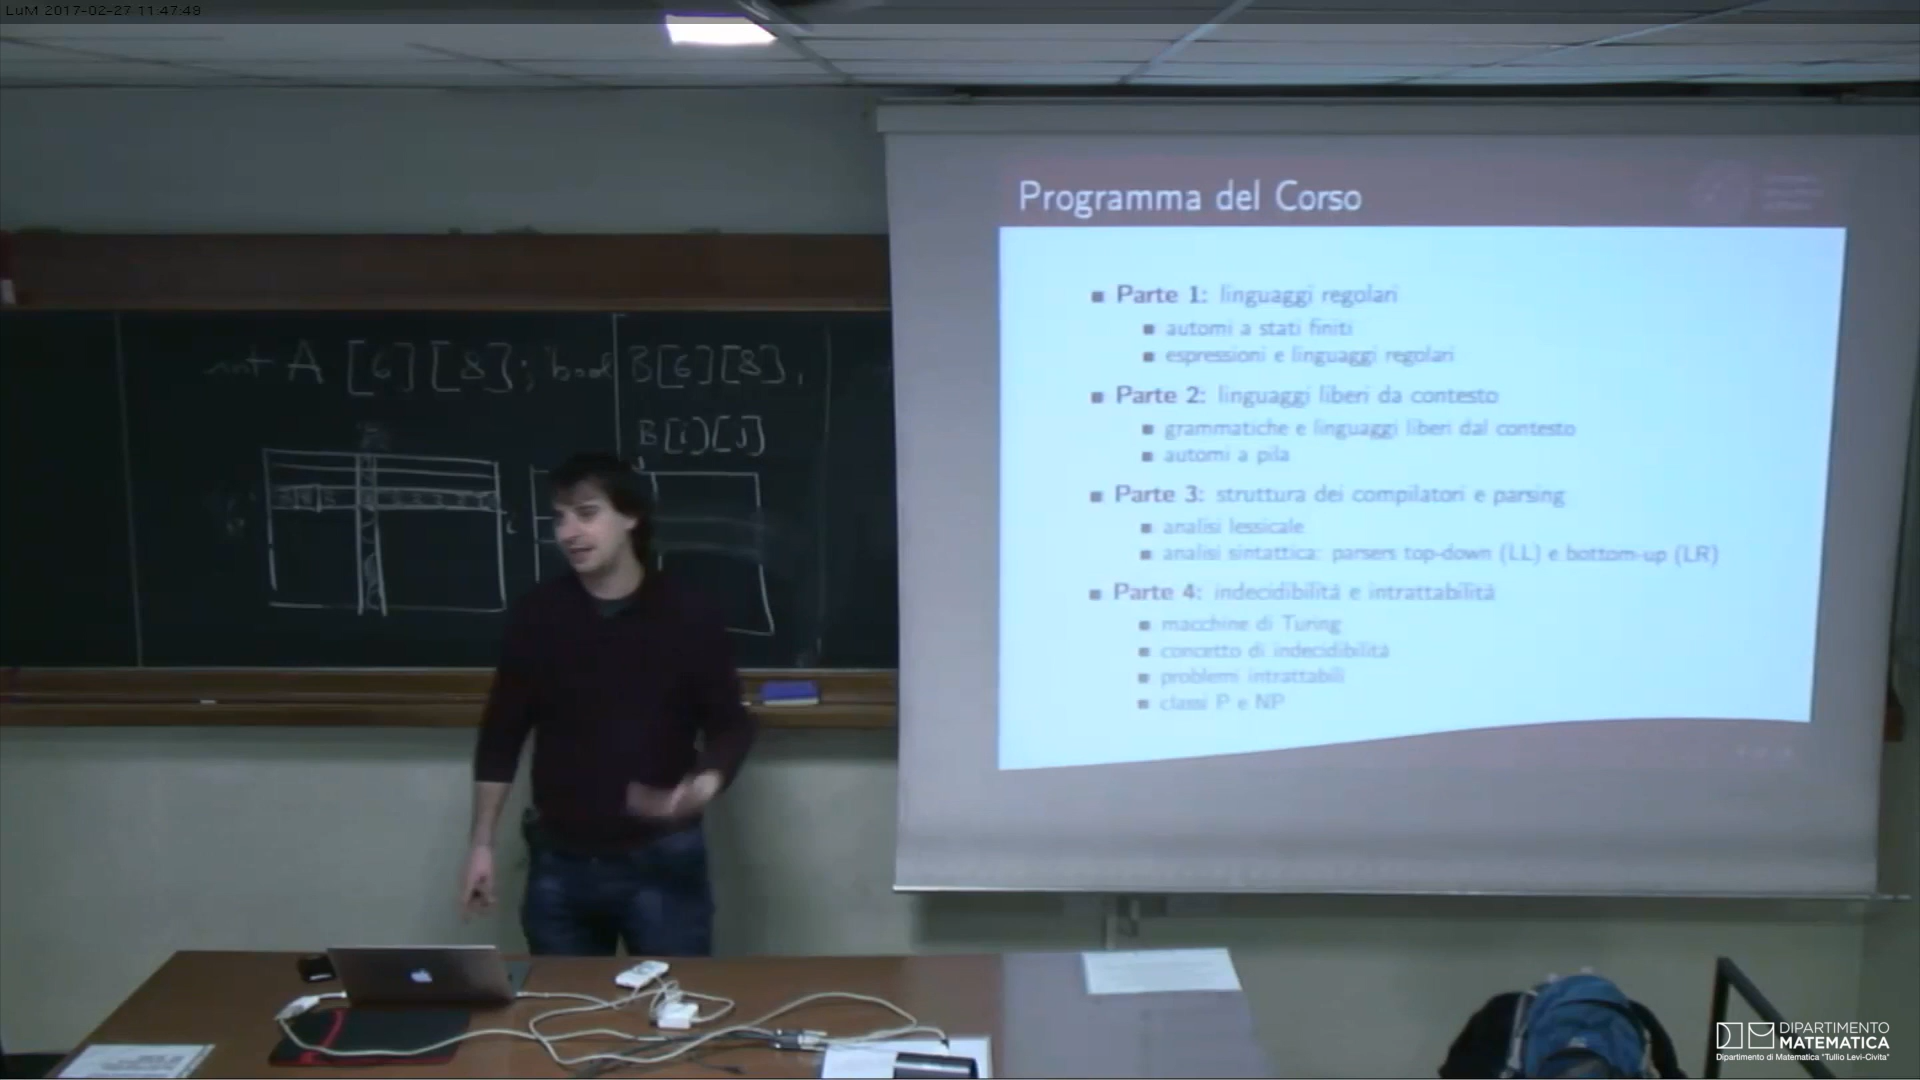 LuM 2017-02-27 11:47:49
int A [6][8]; bool B[6][8],
B[i][j]
Programma del Corso
Parte 1: linguaggi regolari
automi a stati finiti
espressioni e linguaggi regolari
Parte 2: linguaggi liberi da contesto
grammatiche e linguaggi liberi dal contesto
automi a pila
Parte 3: struttura dei compilatori e parsing
analisi lessicale
analisi sintattica: parsers top-down (LL) e bottom-up (LR)
Parte 4: indecidibilità e intrattabilità
macchine di Turing
concetto di indecidibilità
problemi intrattabili
classi P e NP
DIPARTIMENTO
MATEMATICA
Dipartimento di Matematica "Tullio Levi-Civita"